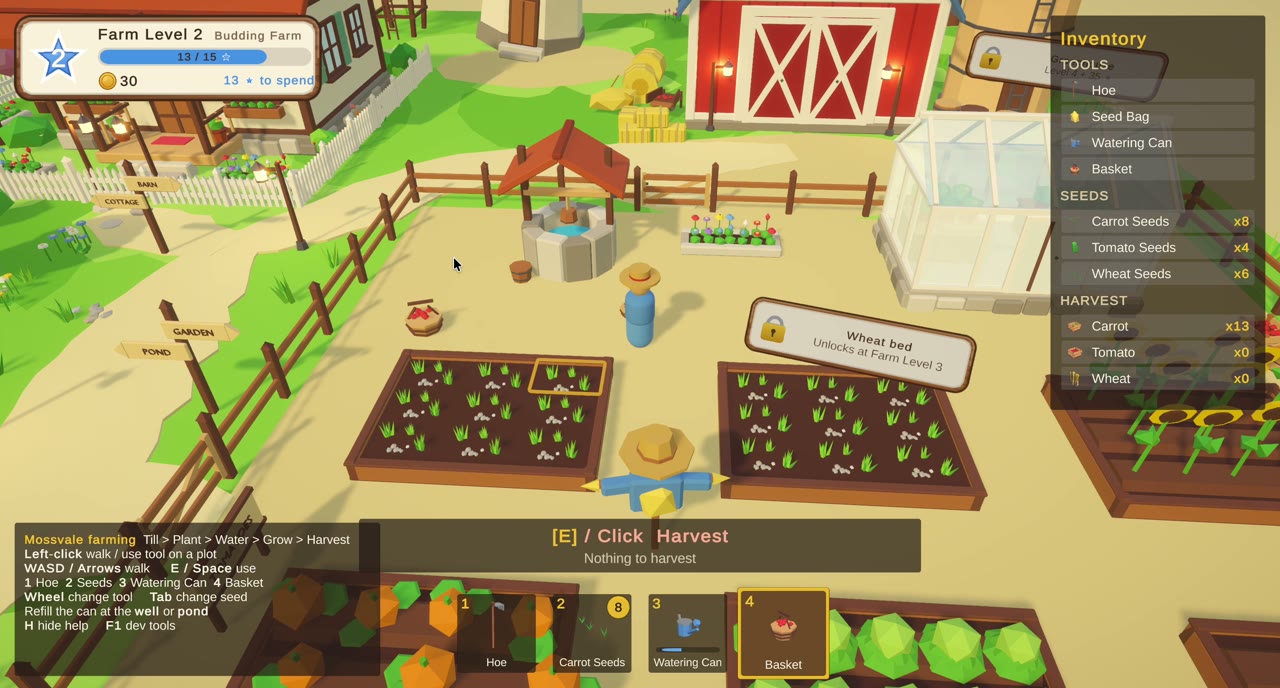 Farm Level 2 Budding Farm
2
13 / 15 ☆
30
13 ★ to spend
BARN
COTTAGE
GARDEN
POND
Wheat bed
Unlocks at Farm Level 3
Inventory
TOOLS
Hoe
Seed Bag
Watering Can
Basket
SEEDS
Carrot Seeds x8
Tomato Seeds x4
Wheat Seeds x6
HARVEST
Carrot x13
Tomato x0
Wheat x0
[E] / Click Harvest
Nothing to harvest
Mossvale farming Till > Plant > Water > Grow > Harvest
Left-click walk / use tool on a plot
WASD / Arrows walk E / Space use
1 Hoe 2 Seeds 3 Watering Can 4 Basket
Wheel change tool Tab change seed
Refill the can at the well or pond
H hide help F1 dev tools
1
Hoe
2
8
Carrot Seeds
3
Watering Can
4
Basket